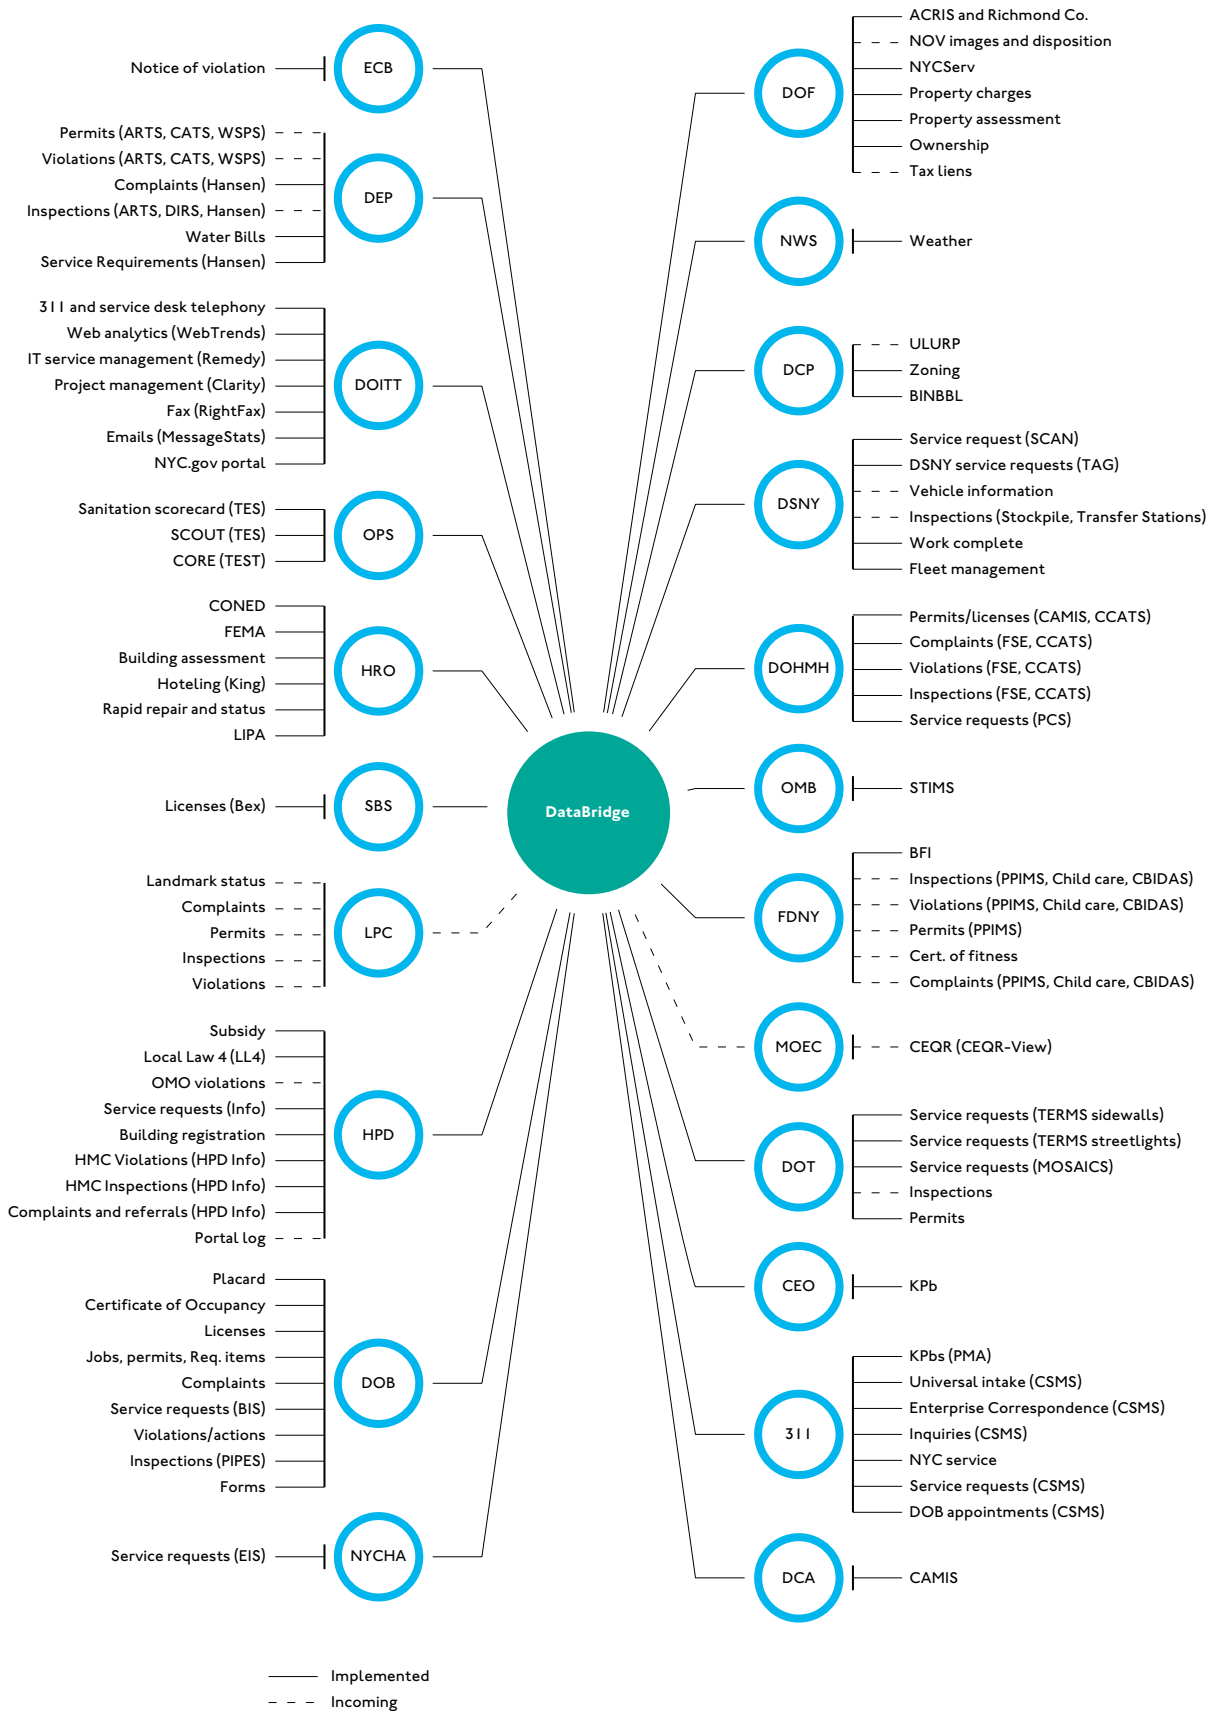 Notice of violation
ECB
Permits (ARTS, CATS, WSPS)
Violations (ARTS, CATS, WSPS)
Complaints (Hansen)
Inspections (ARTS, DIRS, Hansen)
Water Bills
Service Requirements (Hansen)
DEP
311 and service desk telephony
Web analytics (WebTrends)
IT service management (Remedy)
Project management (Clarity)
Fax (RightFax)
Emails (MessageStats)
NYC.gov portal
DOITT
Sanitation scorecard (TES)
SCOUT (TES)
CORE (TEST)
OPS
CONED
FEMA
Building assessment
Hoteling (King)
Rapid repair and status
LIPA
HRO
Licenses (Bex)
SBS
Landmark status
Complaints
Permits
Inspections
Violations
LPC
Subsidy
Local Law 4 (LL4)
OMO violations
Service requests (Info)
Building registration
HMC Violations (HPD Info)
HMC Inspections (HPD Info)
Complaints and referrals (HPD Info)
Portal log
HPD
Placard
Certificate of Occupancy
Licenses
Jobs, permits, Req. items
Complaints
Service requests (BIS)
Violations/actions
Inspections (PIPES)
Forms
DOB
Service requests (EIS)
NYCHA
DataBridge
DOF
ACRIS and Richmond Co.
NOV images and disposition
NYCServ
Property charges
Property assessment
Ownership
Tax liens
NWS
Weather
DCP
ULURP
Zoning
BINBBL
DSNY
Service request (SCAN)
DSNY service requests (TAG)
Vehicle information
Inspections (Stockpile, Transfer Stations)
Work complete
Fleet management
DOHMH
Permits/licenses (CAMIS, CCATS)
Complaints (FSE, CCATS)
Violations (FSE, CCATS)
Inspections (FSE, CCATS)
Service requests (PCS)
OMB
STIMS
FDNY
BFI
Inspections (PPIMS, Child care, CBIDAS)
Violations (PPIMS, Child care, CBIDAS)
Permits (PPIMS)
Cert. of fitness
Complaints (PPIMS, Child care, CBIDAS)
MOEC
CEQR (CEQR-View)
DOT
Service requests (TERMS sidewalls)
Service requests (TERMS streetlights)
Service requests (MOSAICS)
Inspections
Permits
CEO
KPb
311
KPbs (PMA)
Universal intake (CSMS)
Enterprise Correspondence (CSMS)
Inquiries (CSMS)
NYC service
Service requests (CSMS)
DOB appointments (CSMS)
DCA
CAMIS
Implemented
Incoming